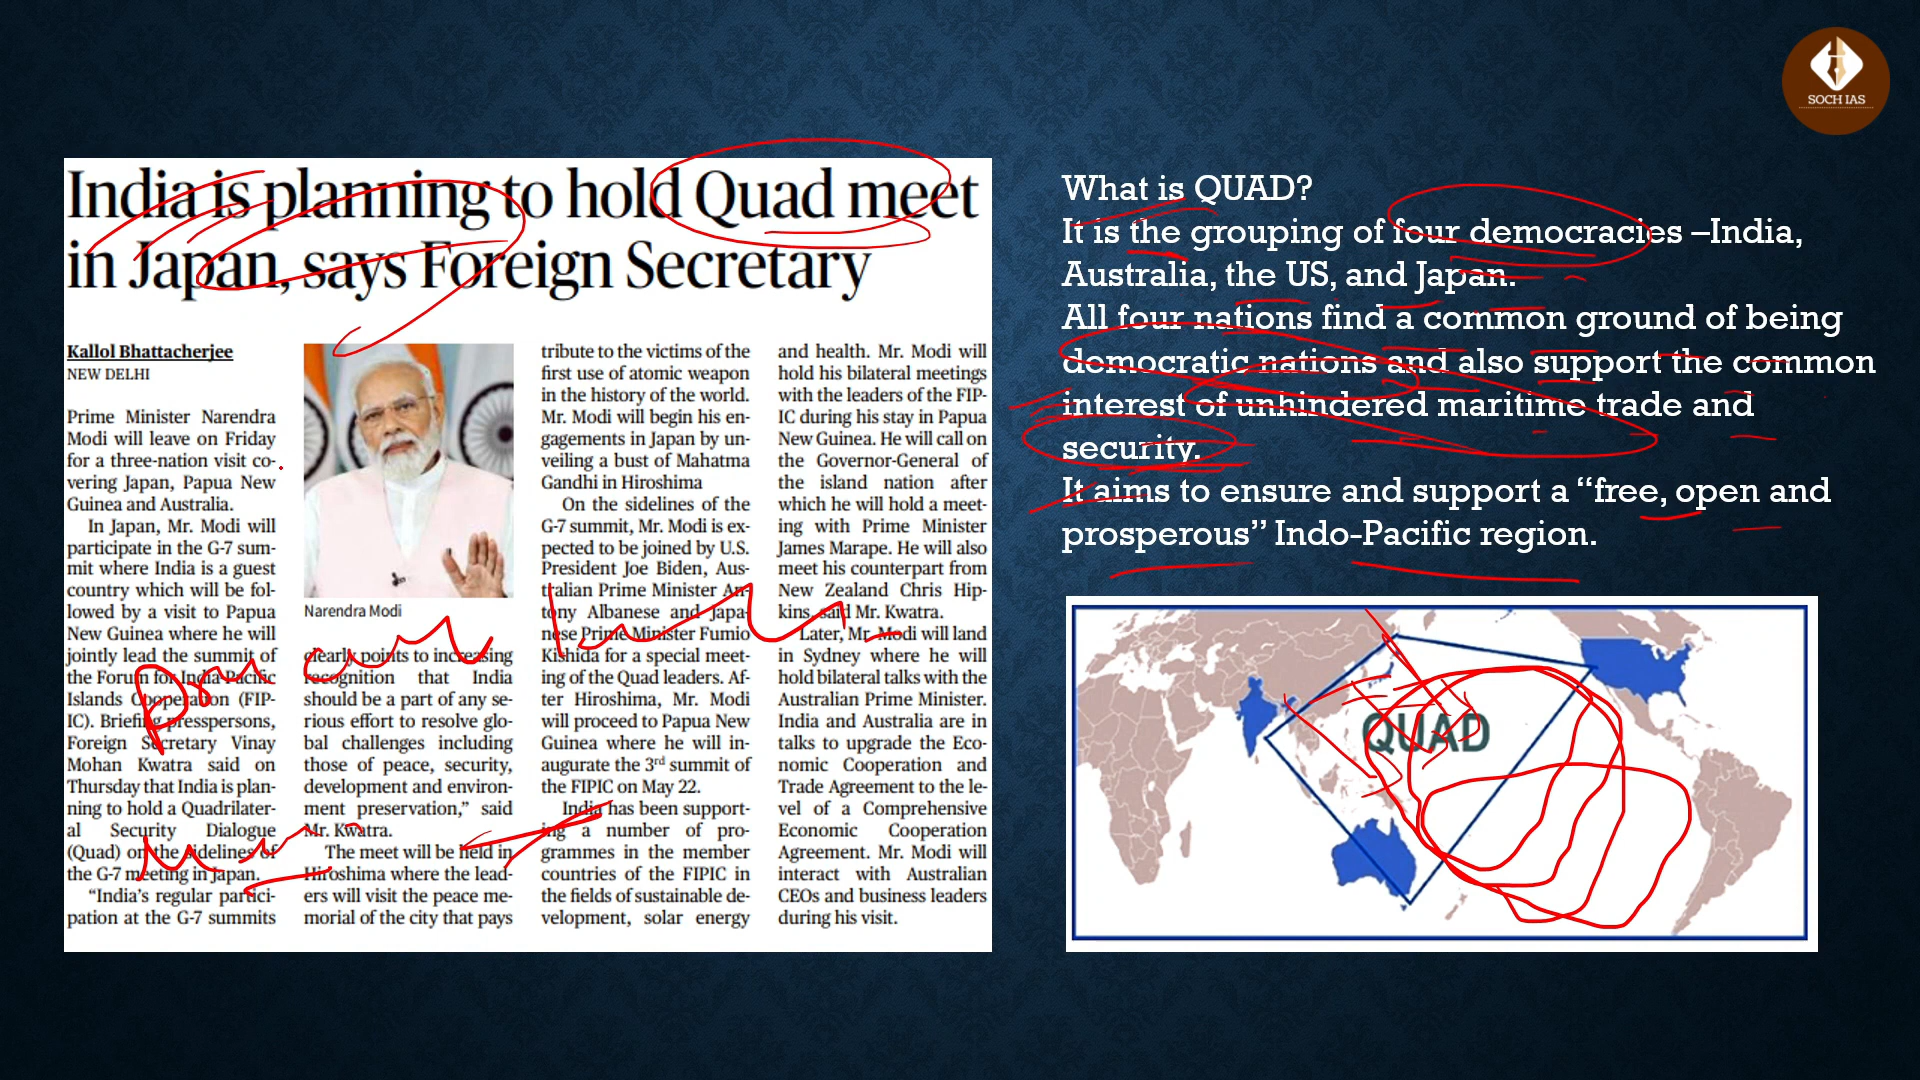 SOCH IAS
India is planning to hold Quad meet
in Japan, says Foreign Secretary
Kallol Bhattacherjee
NEW DELHI
Prime Minister Narendra
Modi will leave on Friday
for a three-nation visit co-
vering Japan, Papua New
Guinea and Australia.
In Japan, Mr. Modi will
participate in the G-7 sum-
mit where India is a guest
country which will be fol-
lowed by a visit to Papua
New Guinea where he will
jointly lead the summit of
the Forum for India-Pacific
Islands Cooperation (FIP-
IC). Briefing presspersons,
Foreign Secretary Vinay
Mohan Kwatra said on
Thursday that India is plan-
ning to hold a Quadrilater-
al Security Dialogue
(Quad) on the sidelines of
the G-7 meeting in Japan.
“India’s regular partici-
pation at the G-7 summits
Narendra Modi
clearly points to increasing
recognition that India
should be a part of any se-
rious effort to resolve glo-
bal challenges including
those of peace, security,
development and environ-
ment preservation,” said
Mr. Kwatra.
The meet will be held in
Hiroshima where the lead-
ers will visit the peace me-
morial of the city that pays
tribute to the victims of the
first use of atomic weapon
in the history of the world.
Mr. Modi will begin his en-
gagements in Japan by un-
veiling a bust of Mahatma
Gandhi in Hiroshima
On the sidelines of the
G-7 summit, Mr. Modi is ex-
pected to be joined by U.S.
President Joe Biden, Aus-
tralian Prime Minister An-
tony Albanese and Japa-
nese Prime Minister Fumio
Kishida for a special meet-
ing of the Quad leaders. Af-
ter Hiroshima, Mr. Modi
will proceed to Papua New
Guinea where he will in-
augurate the 3rd summit of
the FIPIC on May 22.
India has been support-
ing a number of pro-
grammes in the member
countries of the FIPIC in
the fields of sustainable de-
velopment, solar energy
and health. Mr. Modi will
hold his bilateral meetings
with the leaders of the FIP-
IC during his stay in Papua
New Guinea. He will call on
the Governor-General of
the island nation after
which he will hold a meet-
ing with Prime Minister
James Marape. He will also
meet his counterpart from
New Zealand Chris Hip-
kins, said Mr. Kwatra.
Later, Mr. Modi will land
in Sydney where he will
hold bilateral talks with the
Australian Prime Minister.
India and Australia are in
talks to upgrade the Eco-
nomic Cooperation and
Trade Agreement to the le-
vel of a Comprehensive
Economic Cooperation
Agreement. Mr. Modi will
interact with Australian
CEOs and business leaders
during his visit.
What is QUAD?
It is the grouping of four democracies –India,
Australia, the US, and Japan.
All four nations find a common ground of being
democratic nations and also support the common
interest of unhindered maritime trade and
security.
It aims to ensure and support a “free, open and
prosperous” Indo-Pacific region.
QUAD